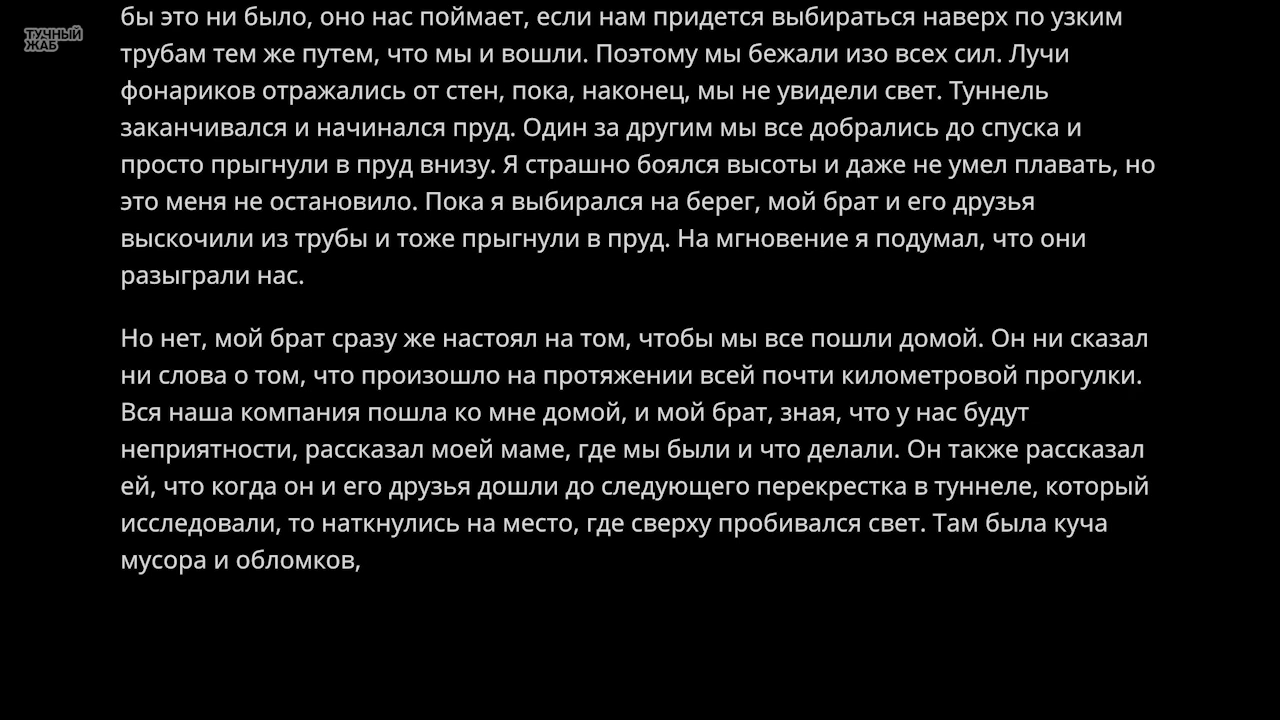 ТУЧНЫЙ
ЖАБ
бы это ни было, оно нас поймает, если нам придется выбираться наверх по узким
трубам тем же путем, что мы и вошли. Поэтому мы бежали изо всех сил. Лучи
фонариков отражались от стен, пока, наконец, мы не увидели свет. Туннель
заканчивался и начинался пруд. Один за другим мы все добрались до спуска и
просто прыгнули в пруд внизу. Я страшно боялся высоты и даже не умел плавать, но
это меня не остановило. Пока я выбирался на берег, мой брат и его друзья
выскочили из трубы и тоже прыгнули в пруд. На мгновение я подумал, что они
разыграли нас.
Но нет, мой брат сразу же настоял на том, чтобы мы все пошли домой. Он ни сказал
ни слова о том, что произошло на протяжении всей почти километровой прогулки.
Вся наша компания пошла ко мне домой, и мой брат, зная, что у нас будут
неприятности, рассказал моей маме, где мы были и что делали. Он также рассказал
ей, что когда он и его друзья дошли до следующего перекрестка в туннеле, который
исследовали, то наткнулись на место, где сверху пробивался свет. Там была куча
мусора и обломков,